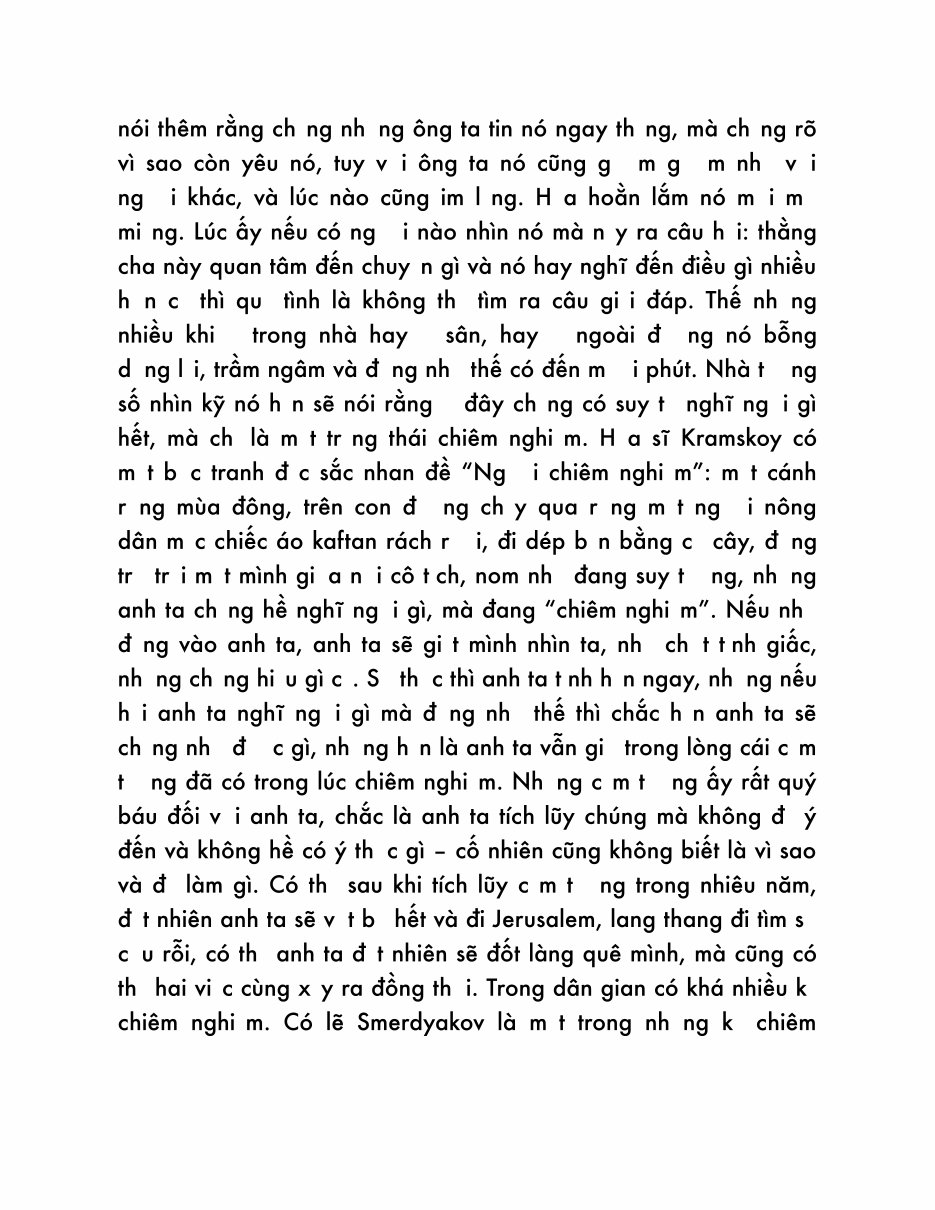 nói thêm rằng ch ng nh ng ông ta tin nó ngay th ng, mà ch ng rõ
vì sao còn yêu nó, tuy v i ông ta nó cũng g m g m nh v i
ng i khác, và lúc nào cũng im l ng. H a hoằn lắm nó m i m
mi ng. Lúc ấy nếu có ng i nào nhìn nó mà n y ra câu h i: thằng
cha này quan tâm đến chuy n gì và nó hay nghĩ đến điều gì nhiều
h n c thì qu tình là không th tìm ra câu gi i đáp. Thế nh ng
nhiều khi trong nhà hay sân, hay ngoài đ ng nó bỗng
d ng l i, trầm ngâm và đ ng nh thế có đến m i phút. Nhà t ng
số nhìn kỹ nó h n sẽ nói rằng đây ch ng có suy t nghĩ ng i gì
hết, mà ch là m t tr ng thái chiêm nghi m. H a sĩ Kramskoy có
m t b c tranh đ c sắc nhan đề “Ng i chiêm nghi m”: m t cánh
r ng mùa đông, trên con đ ng ch y qua r ng m t ng i nông
dân m c chiếc áo kaftan rách r i, đi dép b n bằng c cây, đ ng
tr tr i m t mình gi a n i cô t ch, nom nh đang suy t ng, nh ng
anh ta ch ng hề nghĩ ng i gì, mà đang “chiêm nghi m”. Nếu nh
đ ng vào anh ta, anh ta sẽ gi t mình nhìn ta, nh ch t t nh giấc,
nh ng ch ng hi u gì c . S th c thì anh ta t nh h n ngay, nh ng nếu
h i anh ta nghĩ ng i gì mà đ ng nh thế thì chắc h n anh ta sẽ
ch ng nh đ c gì, nh ng h n là anh ta vẫn gi trong lòng cái c m
t ng đã có trong lúc chiêm nghi m. Nh ng c m t ng ấy rất quý
báu đối v i anh ta, chắc là anh ta tích lũy chúng mà không đ ý
đến và không hề có ý th c gì – cố nhiên cũng không biết là vì sao
và đ làm gì. Có th sau khi tích lũy c m t ng trong nhiêu năm,
đ t nhiên anh ta sẽ v t b hết và đi Jerusalem, lang thang đi tìm s
c u rỗi, có th anh ta đ t nhiên sẽ đốt làng quê mình, mà cũng có
th hai vi c cùng x y ra đồng th i. Trong dân gian có khá nhiều k
chiêm nghi m. Có lẽ Smerdyakov là m t trong nh ng k chiêm